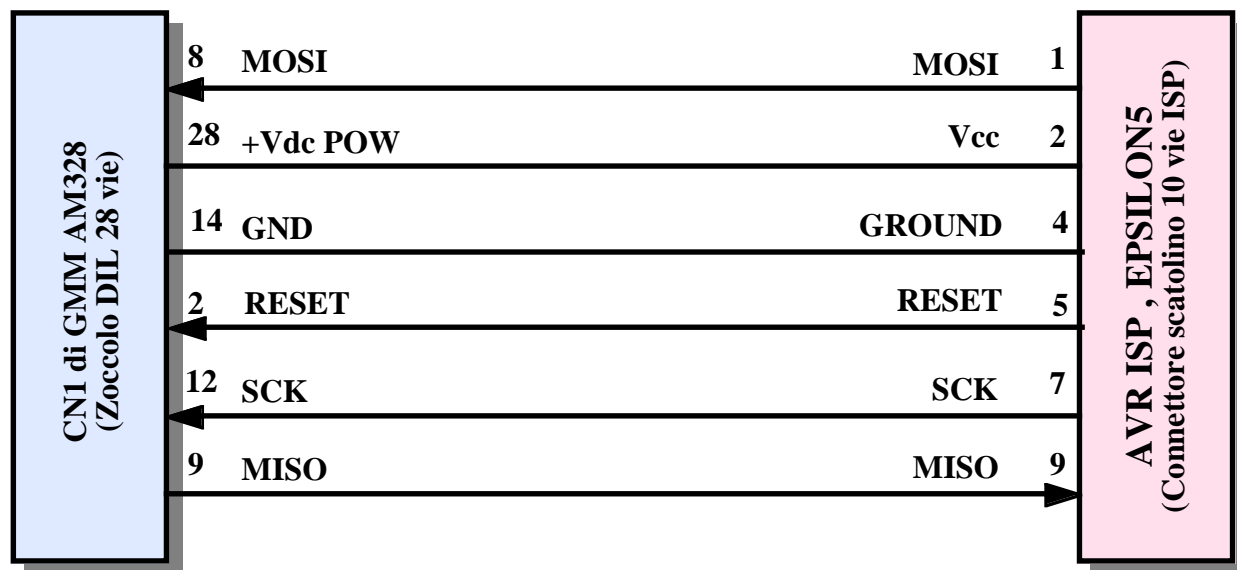 CN1 di GMM AM328
(Zoccolo DIL 28 vie)
8 MOSI MOSI 1
28 +Vdc POW Vcc 2
14 GND GROUND 4
2 RESET RESET 5
12 SCK SCK 7
9 MISO MISO 9
AVR ISP , EPSILON5
(Connettore scatolino 10 vie ISP)